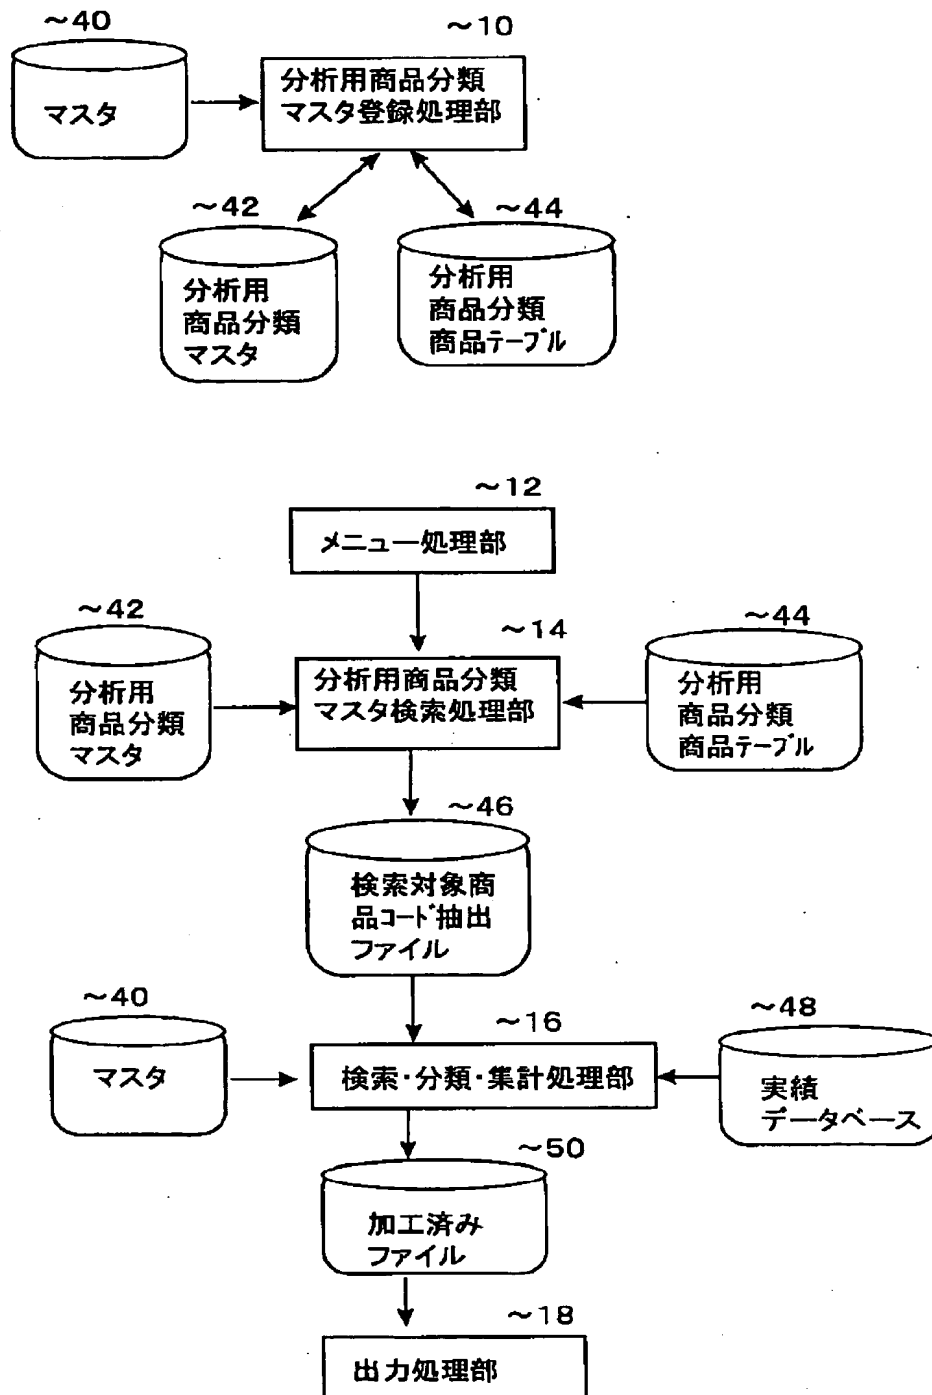 ~40
マスタ
~10
分析用商品分類
マスタ登録処理部
~42
分析用
商品分類
マスタ
~44
分析用
商品分類
商品テーブル
~12
メニュー処理部
~42
分析用
商品分類
マスタ
~14
分析用商品分類
マスタ検索処理部
~44
分析用
商品分類
商品テーブル
~46
検索対象商
品コード抽出
ファイル
~40
マスタ
~16
検索・分類・集計処理部
~48
実績
データベース
~50
加工済み
ファイル
~18
出力処理部